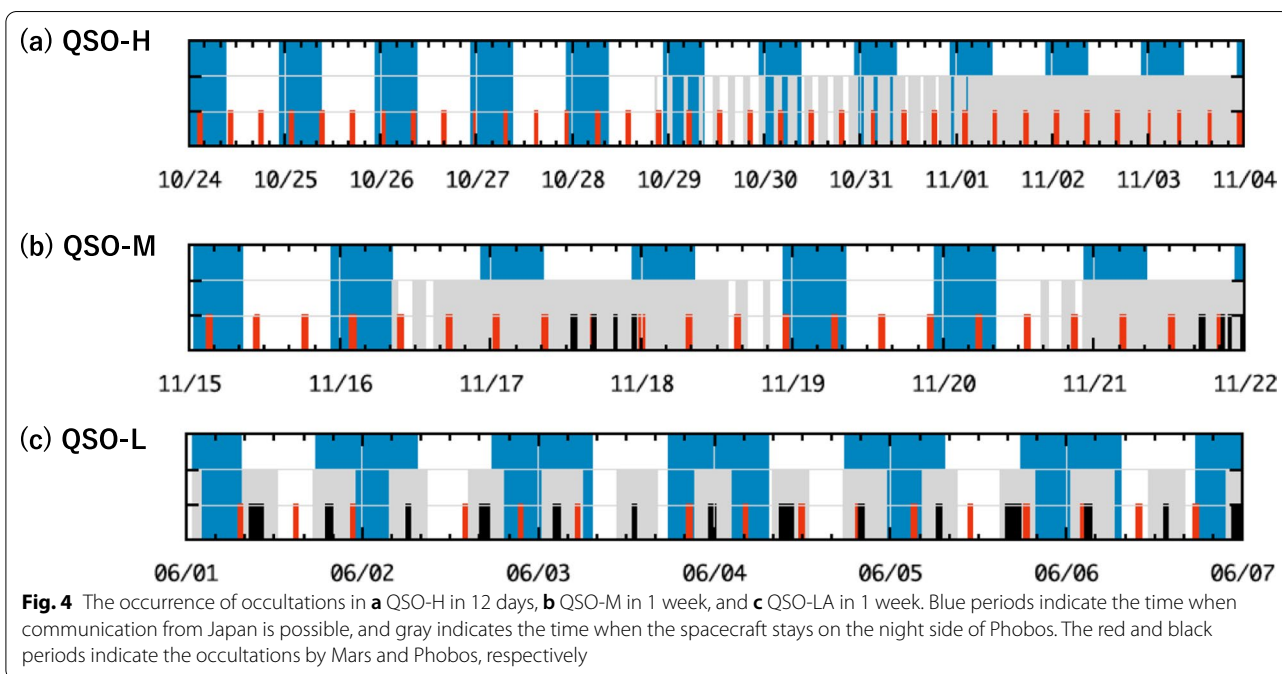 (a) QSO-H
10/24 10/25 10/26 10/27 10/28 10/29 10/30 10/31 11/01 11/02 11/03 11/04
(b) QSO-M
11/15 11/16 11/17 11/18 11/19 11/20 11/21 11/22
(c) QSO-L
06/01 06/02 06/03 06/04 06/05 06/06 06/07
Fig. 4 The occurrence of occultations in a QSO-H in 12 days, b QSO-M in 1 week, and c QSO-LA in 1 week. Blue periods indicate the time when
communication from Japan is possible, and gray indicates the time when the spacecraft stays on the night side of Phobos. The red and black
periods indicate the occultations by Mars and Phobos, respectively